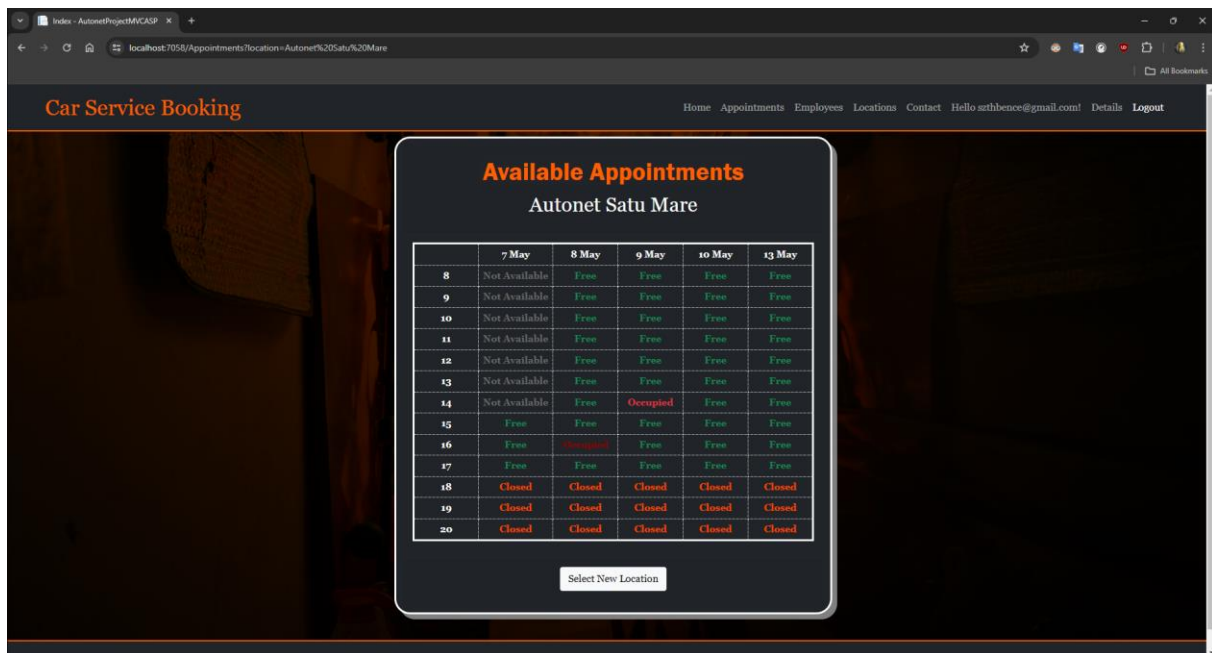 Index - AutonetProjectMVCASP
localhost:7058/Appointments?location=Autonet%20Satu%20Mare
All Bookmarks
Car Service Booking Home Appointments Employees Locations Contact Hello szthbence@gmail.com! Details Logout
Available Appointments
Autonet Satu Mare
7 May 8 May 9 May 10 May 13 May
8 Not Available Free Free Free Free
9 Not Available Free Free Free Free
10 Not Available Free Free Free Free
11 Not Available Free Free Free Free
12 Not Available Free Free Free Free
13 Not Available Free Free Free Free
14 Not Available Free Occupied Free Free
15 Free Free Free Free Free
16 Free Occupied Free Free Free
17 Free Free Free Free Free
18 Closed Closed Closed Closed Closed
19 Closed Closed Closed Closed Closed
20 Closed Closed Closed Closed Closed
Select New Location